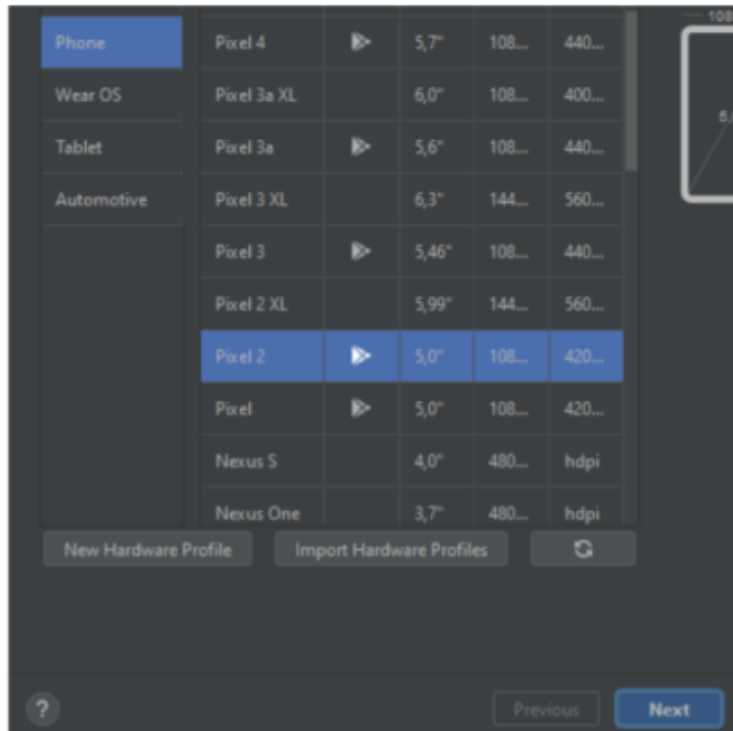 108
Phone Pixel 4 5,7" 108... 440...
Wear OS Pixel 3a XL 6,0" 108... 400...
5,
Tablet Pixel 3a 5,6" 108... 440...
Automotive Pixel 3 XL 6,3" 144... 560...
Pixel 3 5,46" 108... 440...
Pixel 2 XL 5,99" 144... 560...
Pixel 2 5,0" 108... 420...
Pixel 5,0" 108... 420...
Nexus S 4,0" 480... hdpi
Nexus One 3,7" 480... hdpi
New Hardware Profile Import Hardware Profiles
? Previous Next